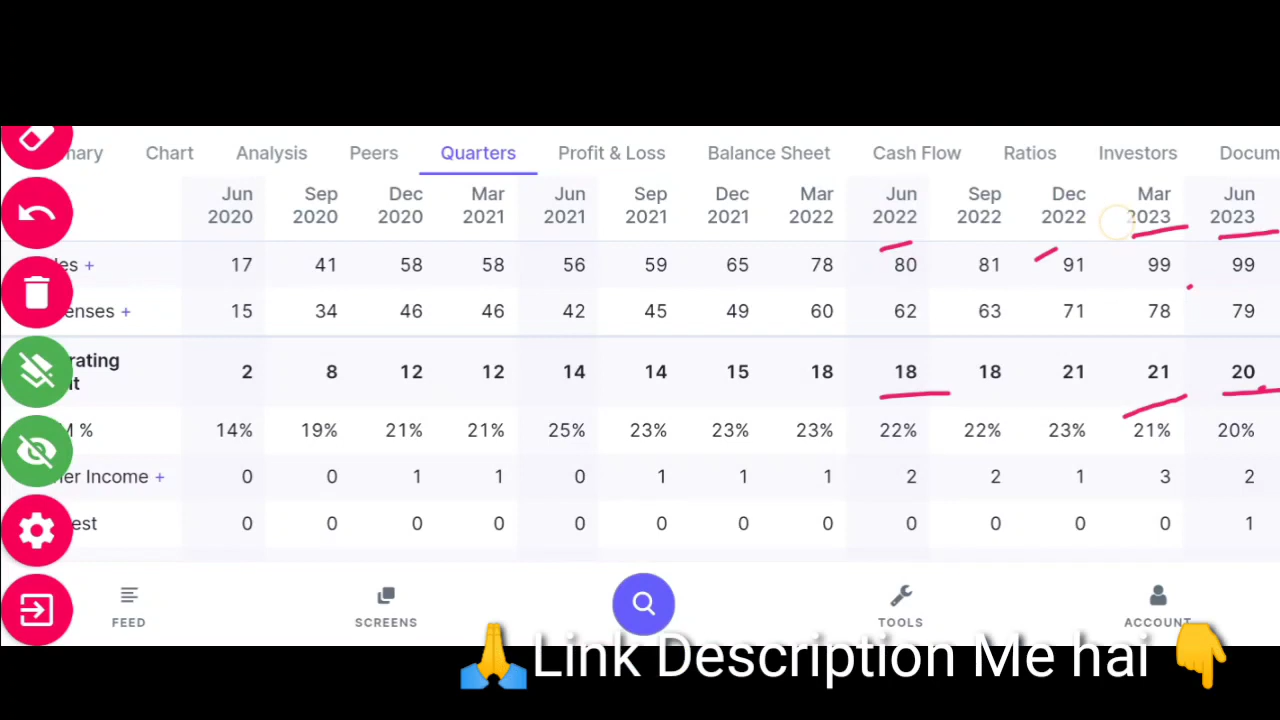 mary Chart Analysis Peers Quarters Profit & Loss Balance Sheet Cash Flow Ratios Investors Docum
Jun 2020 Sep 2020 Dec 2020 Mar 2021 Jun 2021 Sep 2021 Dec 2021 Mar 2022 Jun 2022 Sep 2022 Dec 2022 Mar 2023 Jun 2023
es + 17 41 58 58 56 59 65 78 80 81 91 99 99
enses + 15 34 46 46 42 45 49 60 62 63 71 78 79
rating
t 2 8 12 12 14 14 15 18 18 18 21 21 20
M % 14% 19% 21% 21% 25% 23% 23% 23% 22% 22% 23% 21% 20%
er Income + 0 0 1 1 0 1 1 1 2 2 1 3 2
est 0 0 0 0 0 0 0 0 0 0 0 0 1
FEED SCREENS TOOLS ACCOUNT
🙏Link Description Me hai 👇